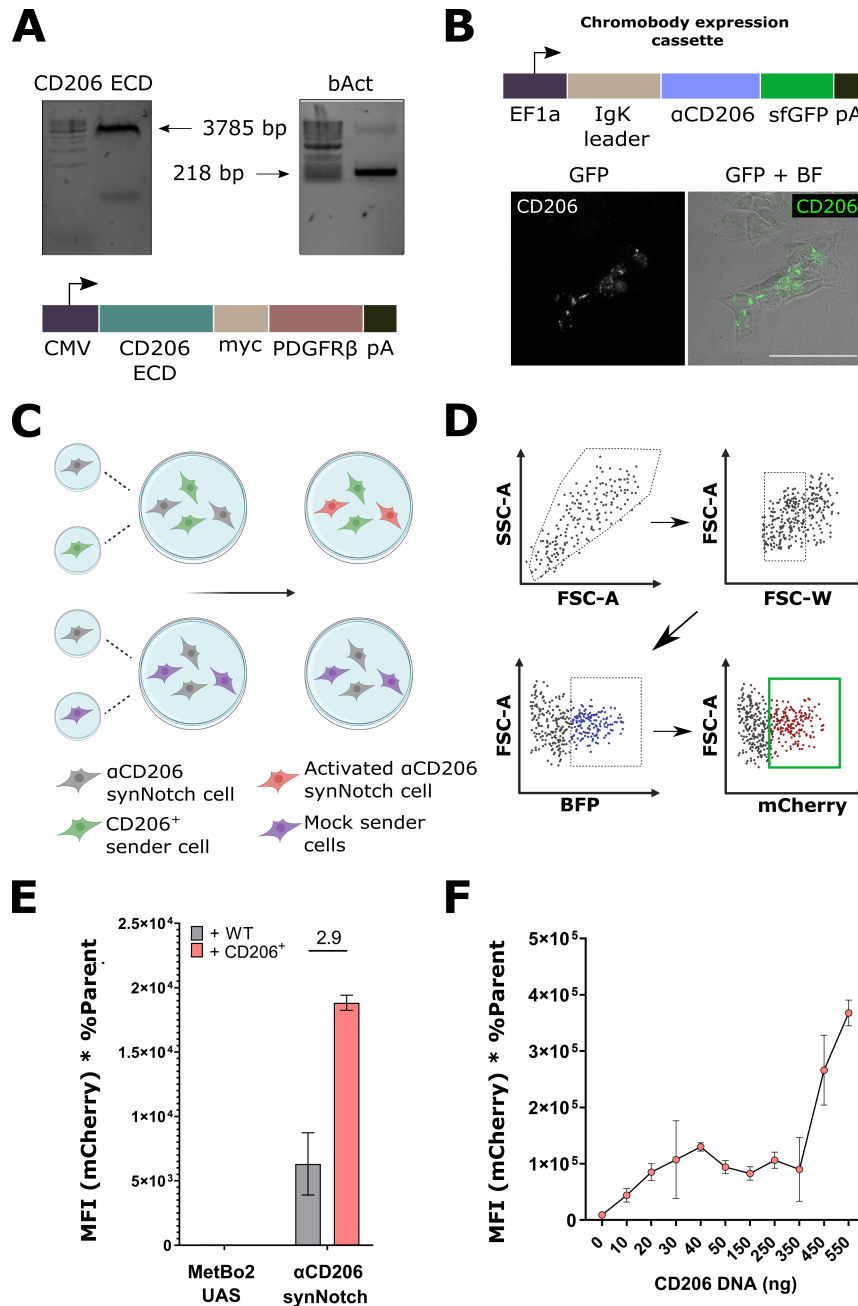 A
CD206 ECD
bAct
3785 bp
218 bp
CMV
CD206
ECD
myc
PDGFRβ
pA
B
Chromobody expression
cassette
EF1a
IgK
leader
αCD206
sfGFP
pA
GFP
GFP + BF
CD206
CD206
C
αCD206
synNotch cell
Activated αCD206
synNotch cell
CD206⁺
sender cell
Mock sender
cells
D
SSC-A
FSC-A
FSC-A
FSC-W
FSC-A
BFP
FSC-A
mCherry
E
MFI (mCherry) * %Parent
2.5×10⁴
2×10⁴
1×10⁴
1×10⁴
5×10³
0
+ WT
+ CD206⁺
2.9
MetBo2
UAS
αCD206
synNotch
F
MFI (mCherry) * %Parent
5×10⁵
4×10⁵
3×10⁵
2×10⁵
1×10⁵
0
0 10 20 30 40 50 150 250 350 450 550
CD206 DNA (ng)